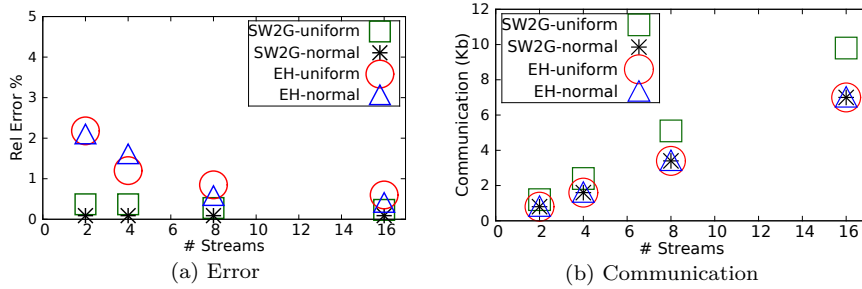 5%
4
3
2
1
0
Rel Error %
0 2 4 6 8 10 12 14 16
# Streams
SW2G-uniform
SW2G-normal
EH-uniform
EH-normal
(a) Error
12
10
8
6
4
2
0
Communication (Kb)
0 2 4 6 8 10 12 14 16
# Streams
SW2G-uniform
SW2G-normal
EH-uniform
EH-normal
(b) Communication